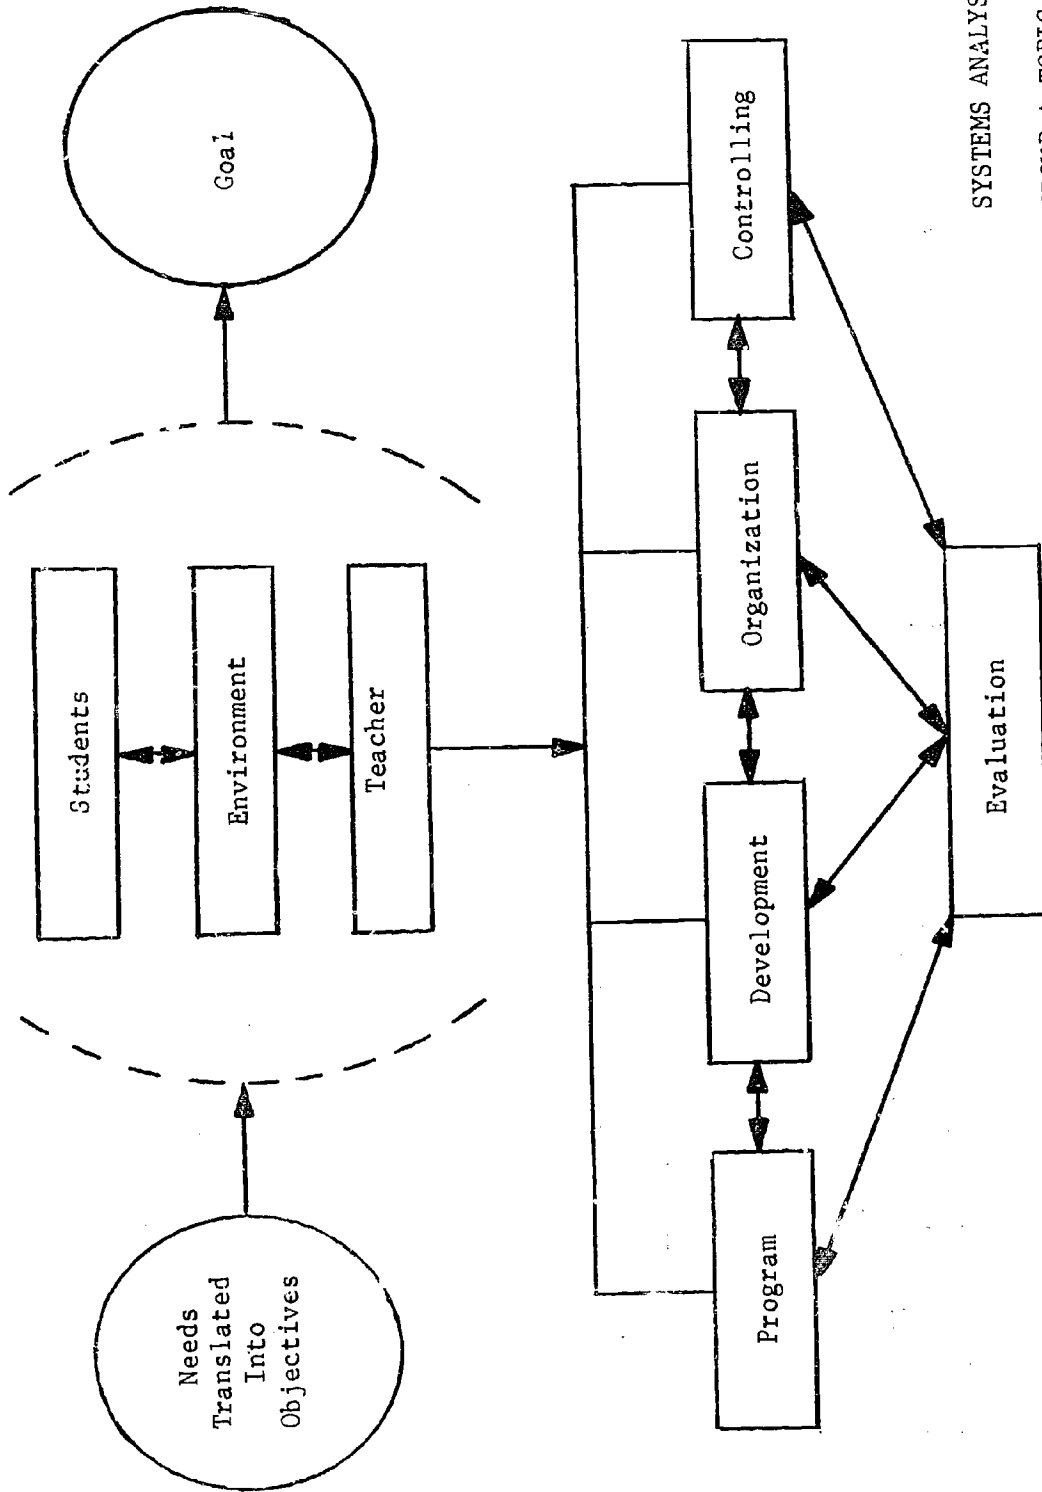 Needs
Translated
Into
Objectives
Students
Environment
Teacher
Goal
Program
Development
Organization
Controlling
Evaluation
SYSTEMS ANALYS